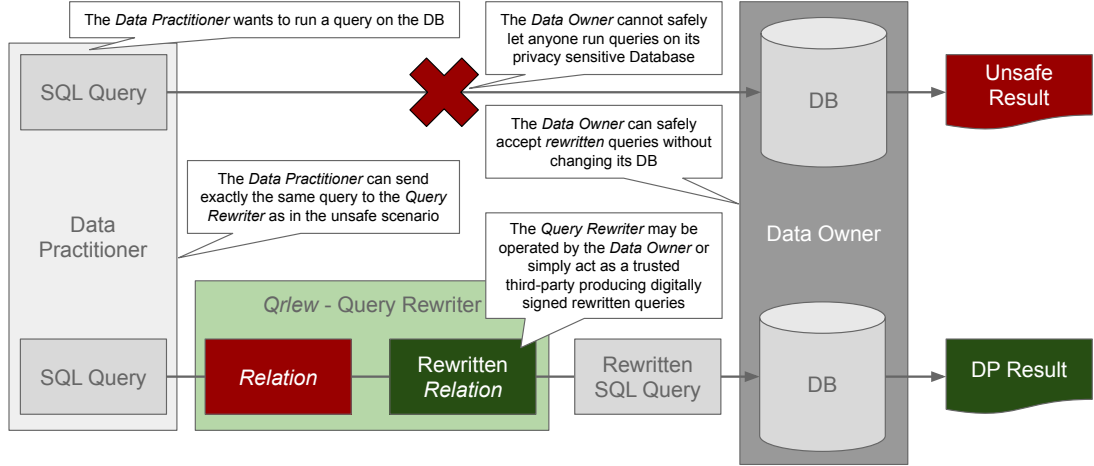 The Data Practitioner wants to run a query on the DB
The Data Owner cannot safely
let anyone run queries on its
privacy sensitive Database
SQL Query
DB
Unsafe
Result
The Data Owner can safely
accept rewritten queries without
changing its DB
The Data Practitioner can send
exactly the same query to the Query
Rewriter as in the unsafe scenario
Data
Practitioner
The Query Rewriter may be
operated by the Data Owner or
simply act as a trusted
third-party producing digitally
signed rewritten queries
Data Owner
Qrlew - Query Rewriter
SQL Query
Relation
Rewritten
Relation
Rewritten
SQL Query
DB
DP Result